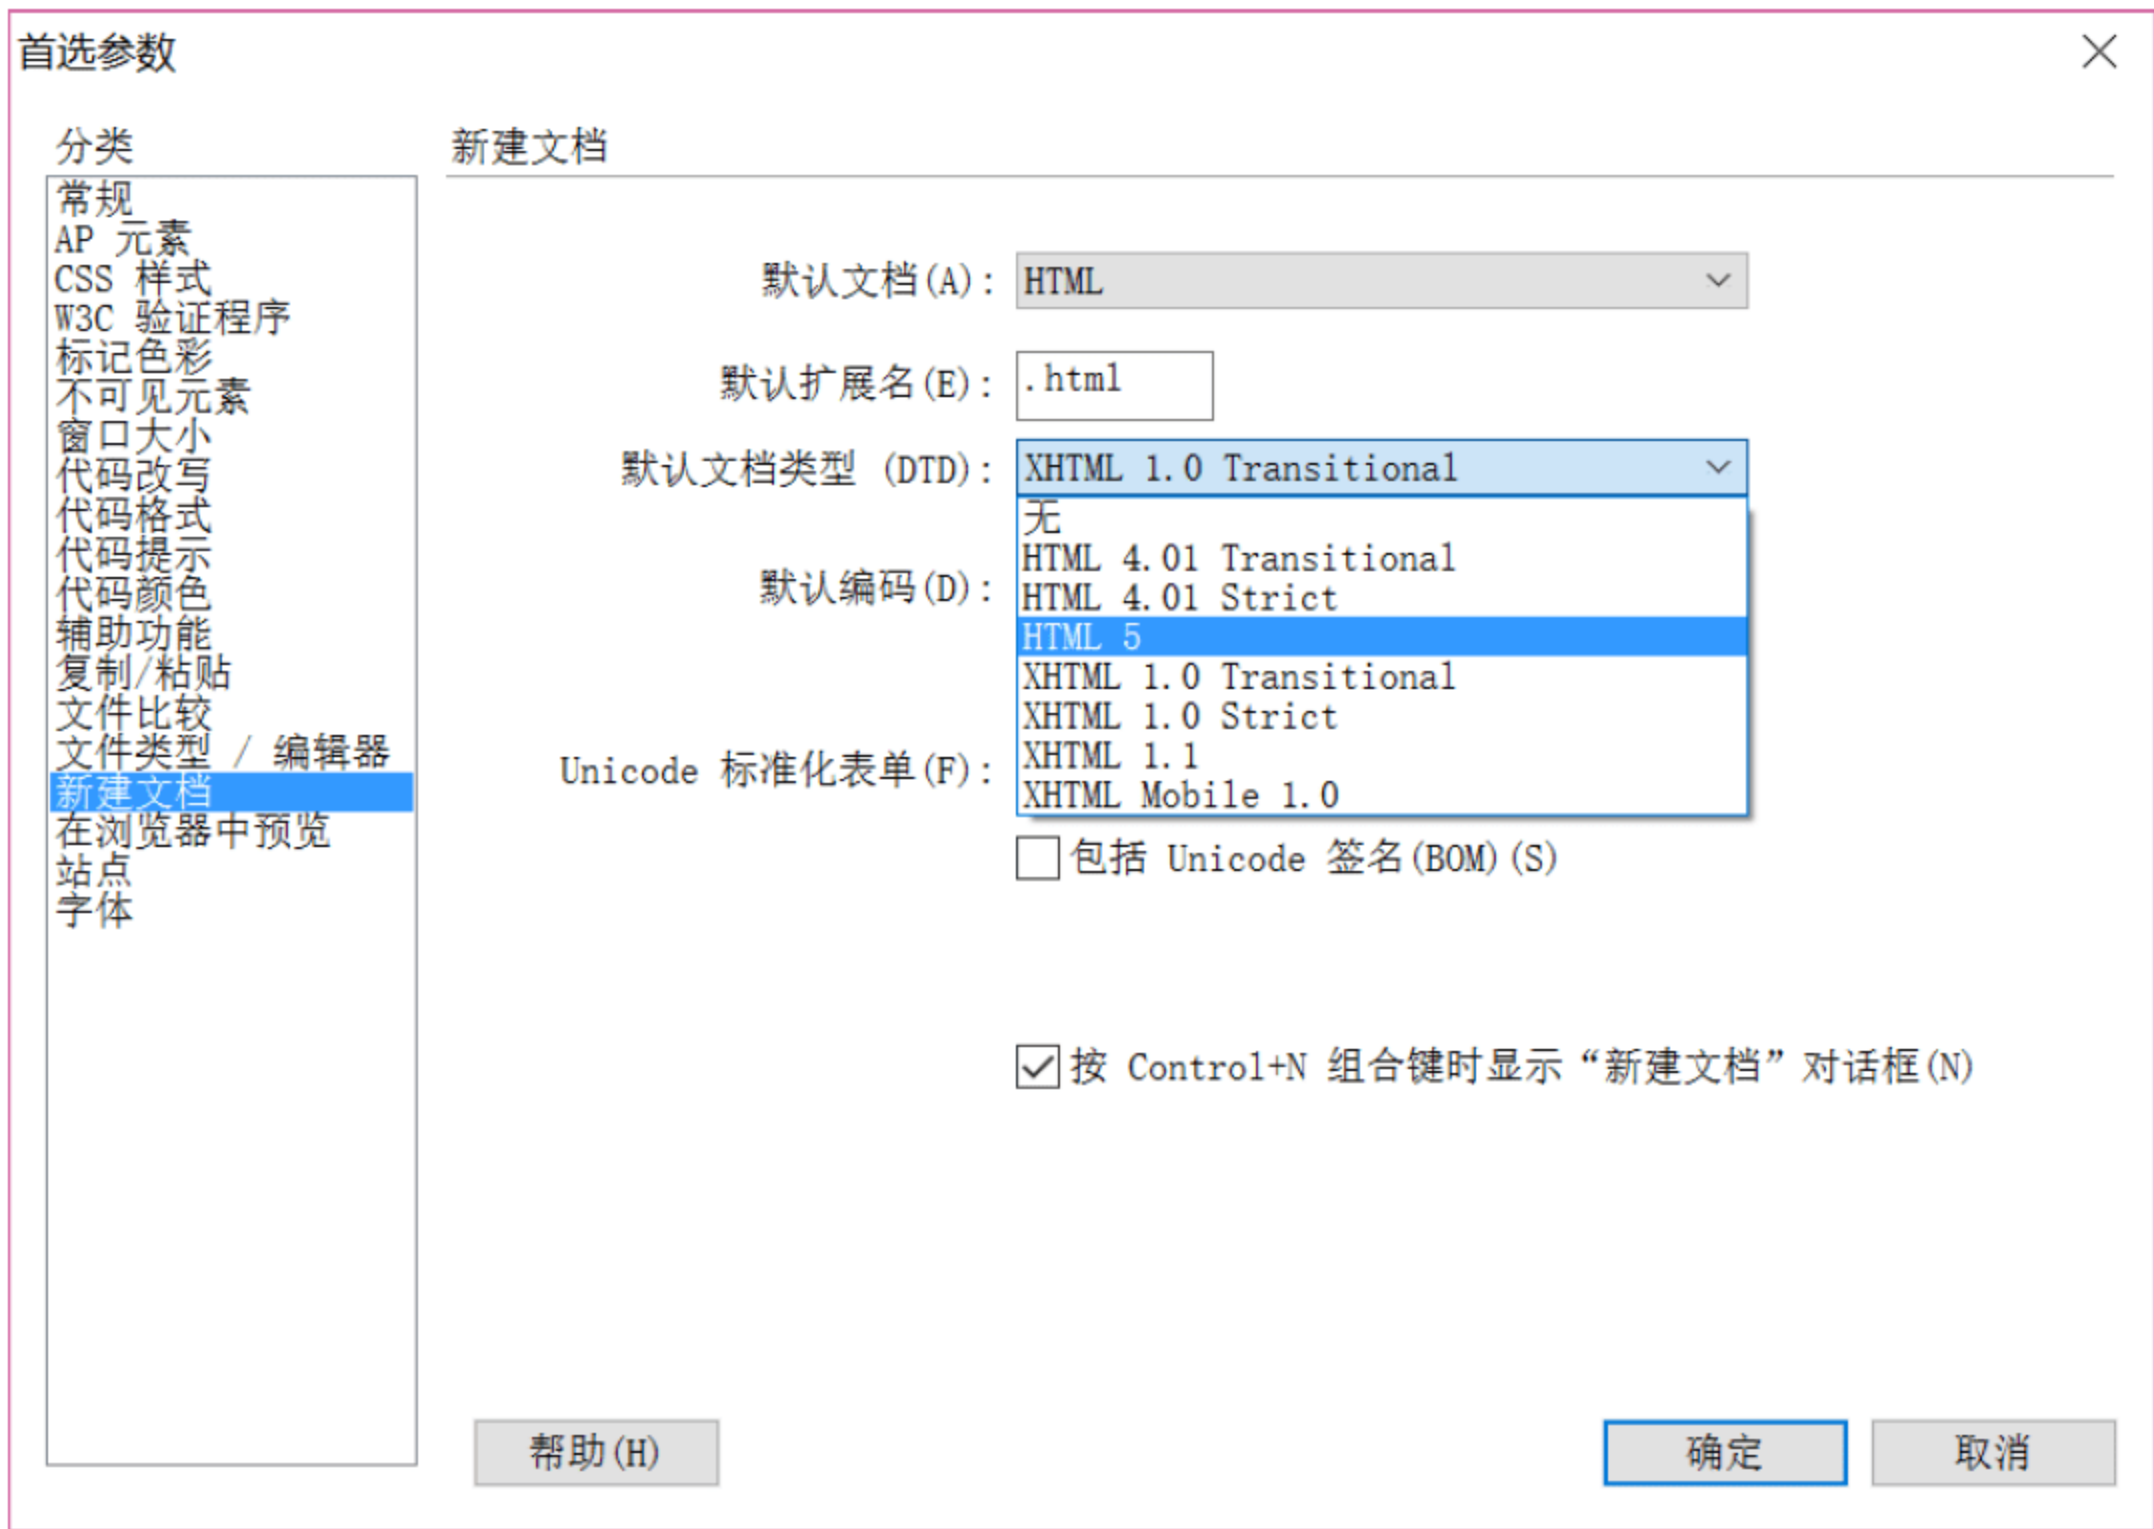 首选参数
分类
常规
AP 元素
CSS 样式
W3C 验证程序
标记色彩
不可见元素
窗口大小
代码改写
代码格式
代码提示
代码颜色
辅助功能
复制/粘贴
文件比较
文件类型 / 编辑器
新建文档
在浏览器中预览
站点
字体
新建文档
默认文档(A): HTML
默认扩展名(E): .html
默认文档类型 (DTD): XHTML 1.0 Transitional
无
HTML 4.01 Transitional
默认编码(D):
HTML 4.01 Strict
HTML 5
XHTML 1.0 Transitional
XHTML 1.0 Strict
XHTML 1.1
Unicode 标准化表单(F):
XHTML Mobile 1.0
包括 Unicode 签名(BOM)(S)
按 Control+N 组合键时显示“新建文档”对话框(N)
帮助(H)
确定
取消